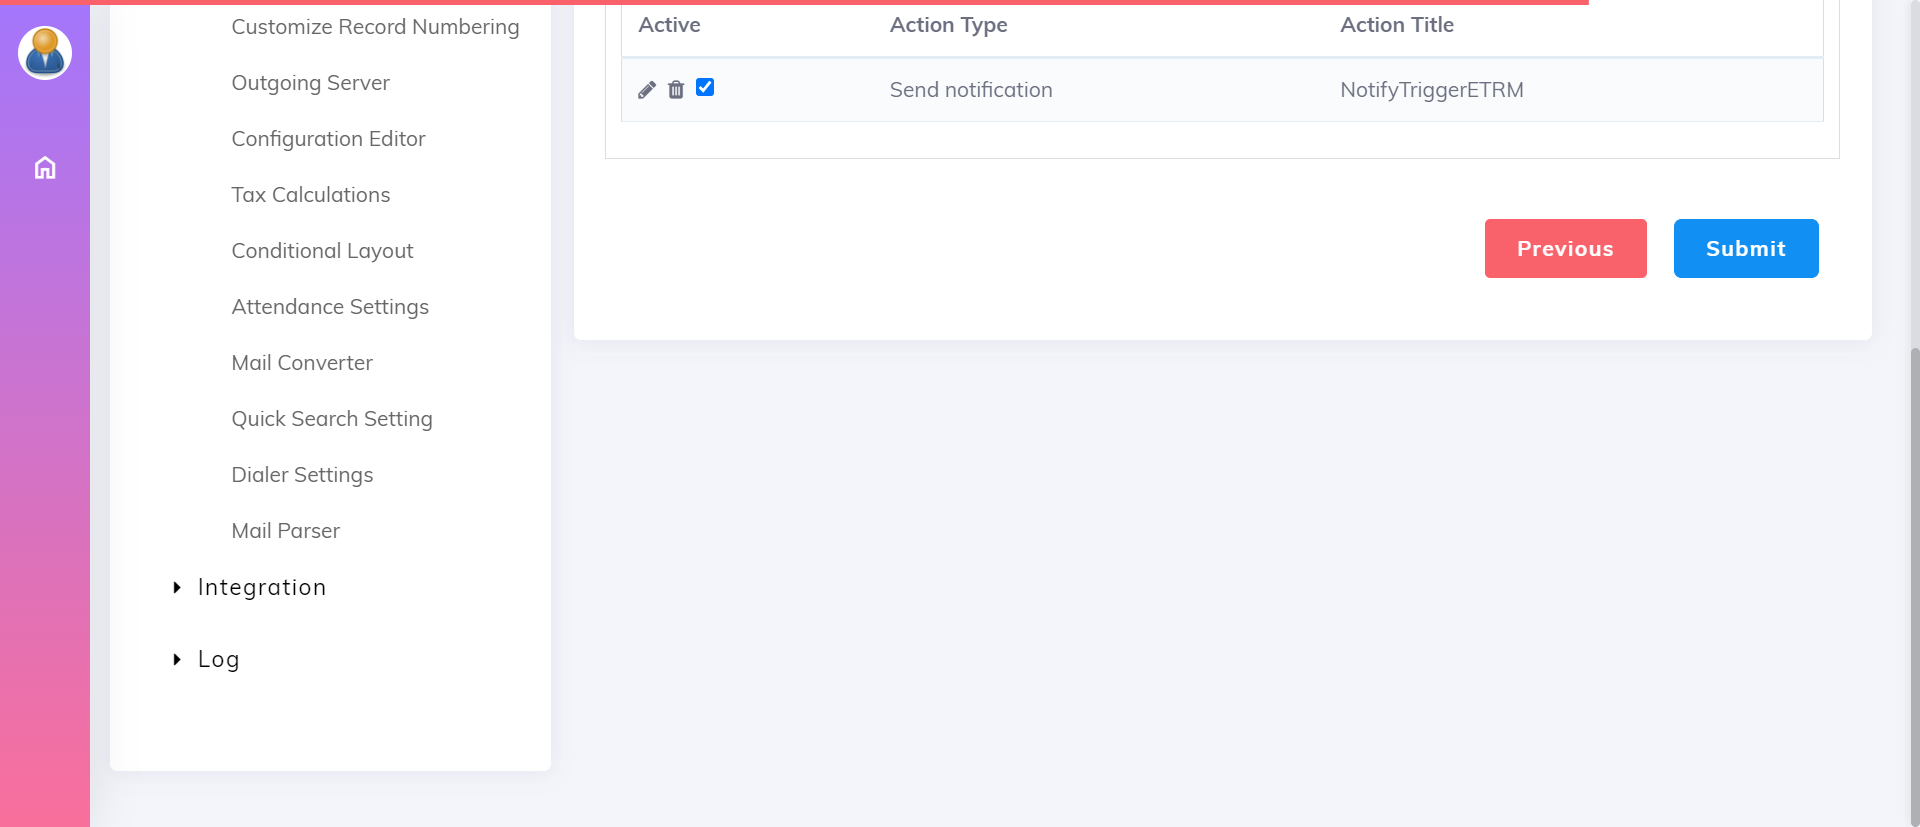 Customize Record Numbering
Outgoing Server
Configuration Editor
Tax Calculations
Conditional Layout
Attendance Settings
Mail Converter
Quick Search Setting
Dialer Settings
Mail Parser
Integration
Log
Active Action Type Action Title
Send notification NotifyTriggerETRM
Previous Submit